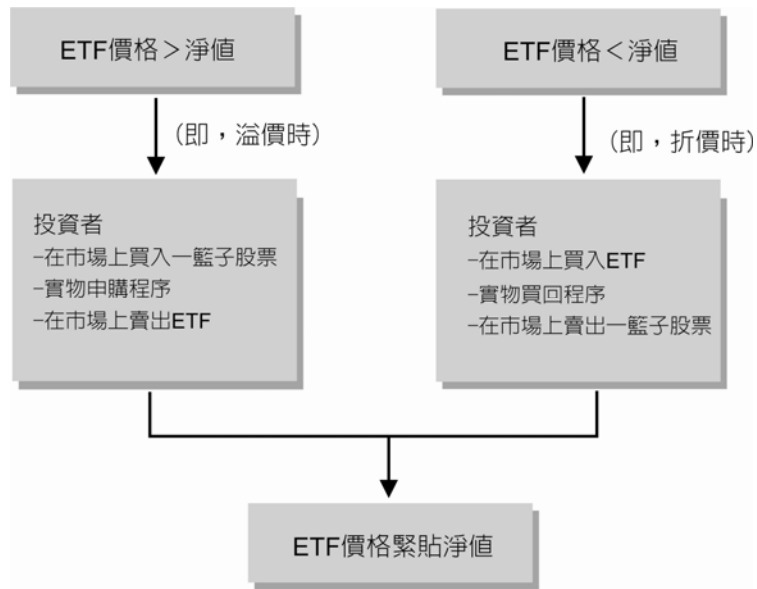 ETF價格＞淨值
(即，溢價時)
投資者
-在市場上買入一籃子股票
-實物申購程序
-在市場上賣出ETF
ETF價格＜淨值
(即，折價時)
投資者
-在市場上買入ETF
-實物買回程序
-在市場上賣出一籃子股票
ETF價格緊貼淨值